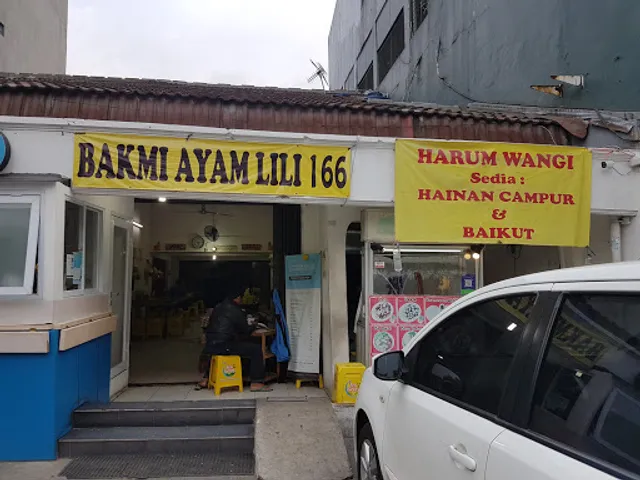 BAKMI AYAM LILI 166
HARUM WANGI
Sedia :
HAINAN CAMPUR
&
BAIKUT